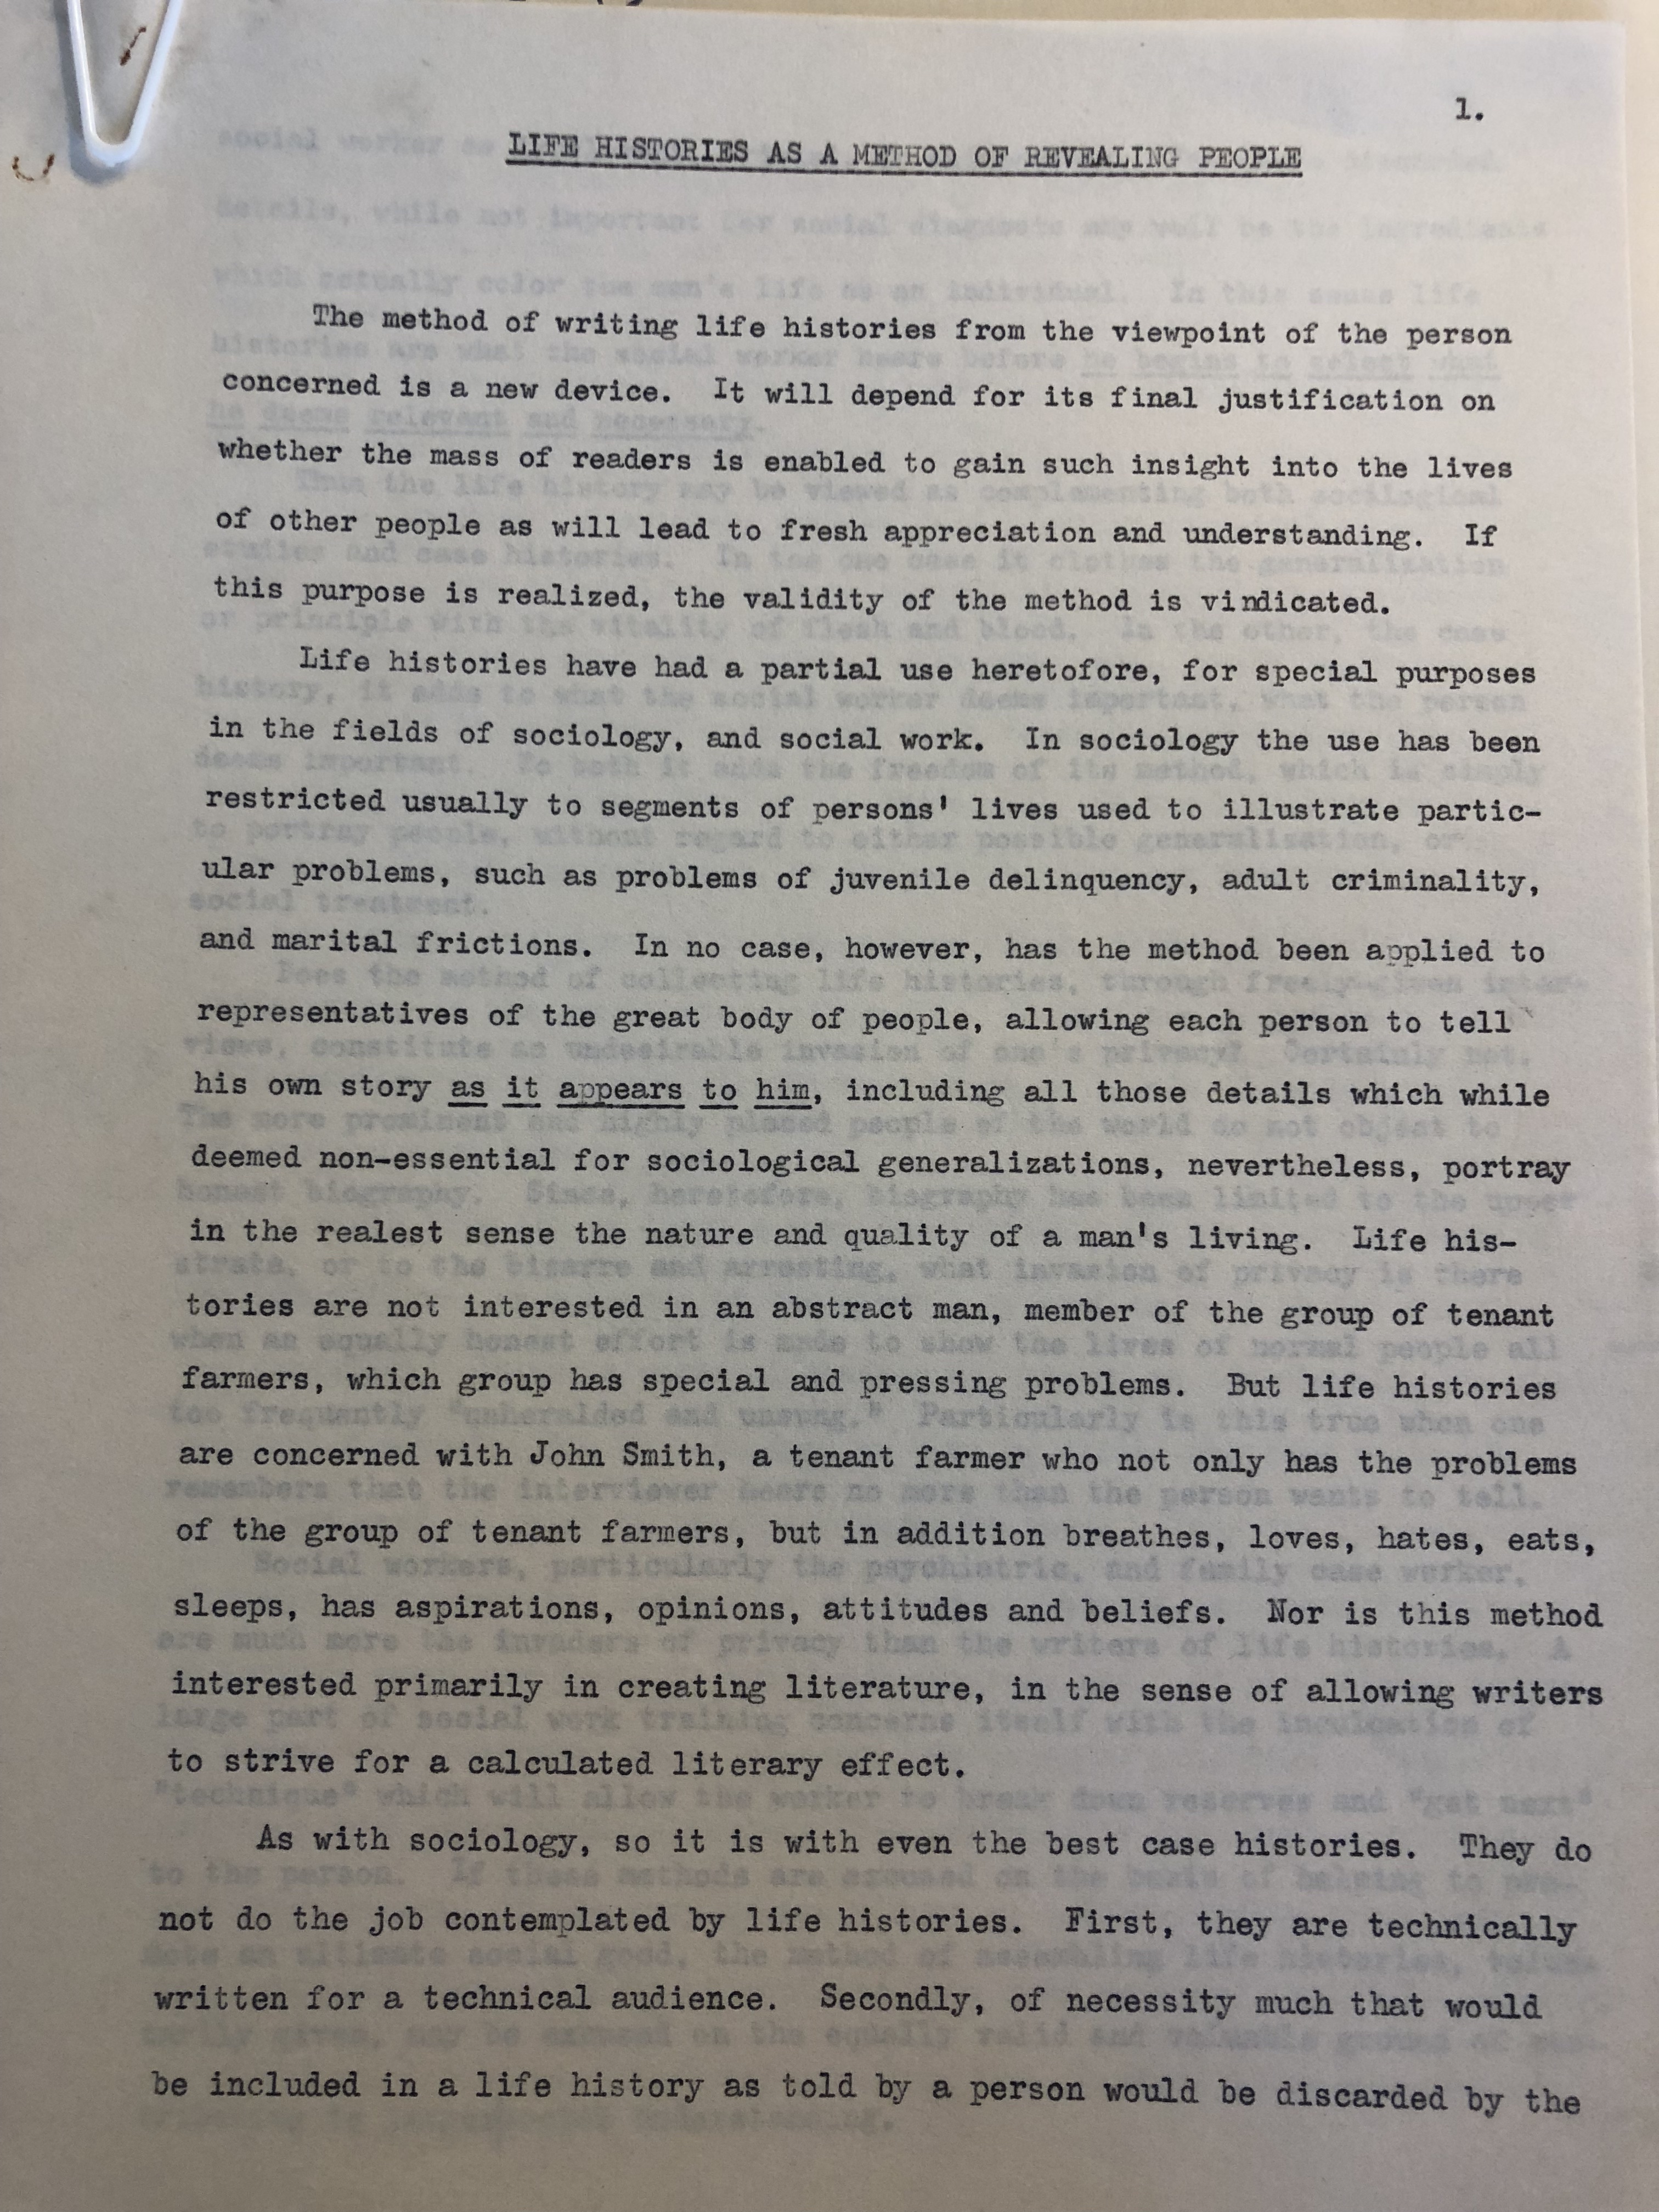 1.
LIFE HISTORIES AS A METHOD OF REVEALING PEOPLE
The method of writing life histories from the viewpoint of the person
concerned is a new device. It will depend for its final justification on
whether the mass of readers is enabled to gain such insight into the lives
of other people as will lead to fresh appreciation and understanding. If
this purpose is realized, the validity of the method is vindicated.
Life histories have had a partial use heretofore, for special purposes
in the fields of sociology, and social work. In sociology the use has been
restricted usually to segments of persons' lives used to illustrate partic-
ular problems, such as problems of juvenile delinquency, adult criminality,
and marital frictions. In no case, however, has the method been applied to
representatives of the great body of people, allowing each person to tell
his own story as it appears to him, including all those details which while
deemed non-essential for sociological generalizations, nevertheless, portray
in the realest sense the nature and quality of a man's living. Life his-
tories are not interested in an abstract man, member of the group of tenant
farmers, which group has special and pressing problems. But life histories
are concerned with John Smith, a tenant farmer who not only has the problems
of the group of tenant farmers, but in addition breathes, loves, hates, eats,
sleeps, has aspirations, opinions, attitudes and beliefs. Nor is this method
interested primarily in creating literature, in the sense of allowing writers
to strive for a calculated literary effect.
As with sociology, so it is with even the best case histories. They do
not do the job contemplated by life histories. First, they are technically
written for a technical audience. Secondly, of necessity much that would
be included in a life history as told by a person would be discarded by the